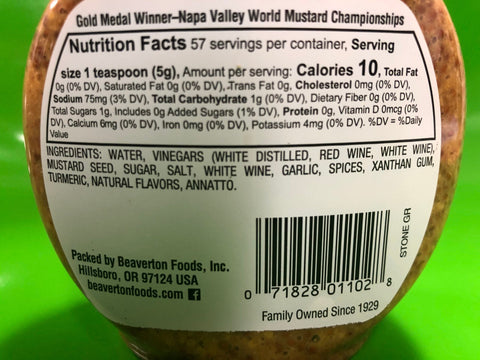 Gold Medal Winner–Napa Valley World Mustard Championships
Nutrition Facts 57 servings per container, Serving
size 1 teaspoon (5g), Amount per serving: Calories 10, Total Fat
0g (0% DV), Saturated Fat 0g (0% DV), Trans Fat 0g, Cholesterol 0mg (0% DV),
Sodium 75mg (3% DV), Total Carbohydrate 1g (0% DV), Dietary Fiber 0g (0% DV),
Total Sugars 1g, Includes 0g Added Sugars (1% DV), Protein 0g, Vitamin D 0mcg
(0% DV), Calcium 6mg (0% DV), Iron 0mg (0% DV), Potassium 4mg (0% DV). %DV = %Daily
Value
INGREDIENTS: WATER, VINEGARS (WHITE DISTILLED, RED WINE, WHITE WINE),
MUSTARD SEED, SUGAR, SALT, WHITE WINE, GARLIC, SPICES, XANTHAN GUM,
TURMERIC, NATURAL FLAVORS, ANNATTO.
Packed by Beaverton Foods, Inc.
Hillsboro, OR 97124 USA
beavertonfoods.com f
0 71828 01102 8
STONE GR
Family Owned Since 1929